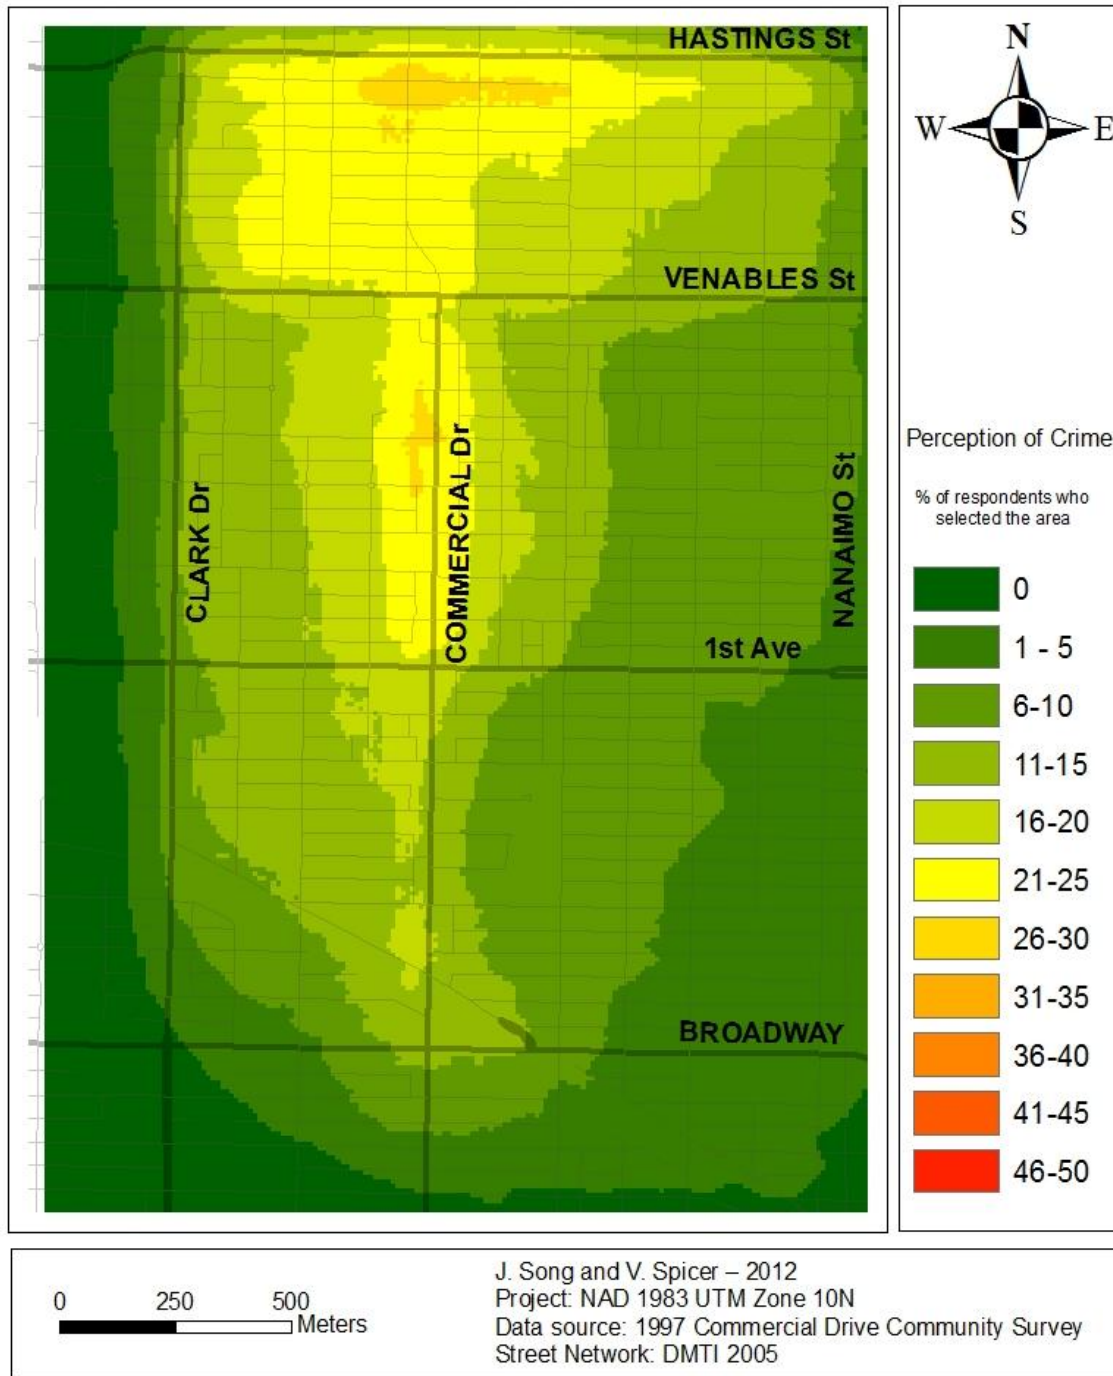 HASTINGS St
VENABLES St
CLARK Dr
COMMERCIAL Dr
NANAIMO St
1st Ave
BROADWAY
N
W
E
S
Perception of Crime
% of respondents who
selected the area
0
1 - 5
6-10
11-15
16-20
21-25
26-30
31-35
36-40
41-45
46-50
0 250 500
Meters
J. Song and V. Spicer – 2012
Project: NAD 1983 UTM Zone 10N
Data source: 1997 Commercial Drive Community Survey
Street Network: DMTI 2005